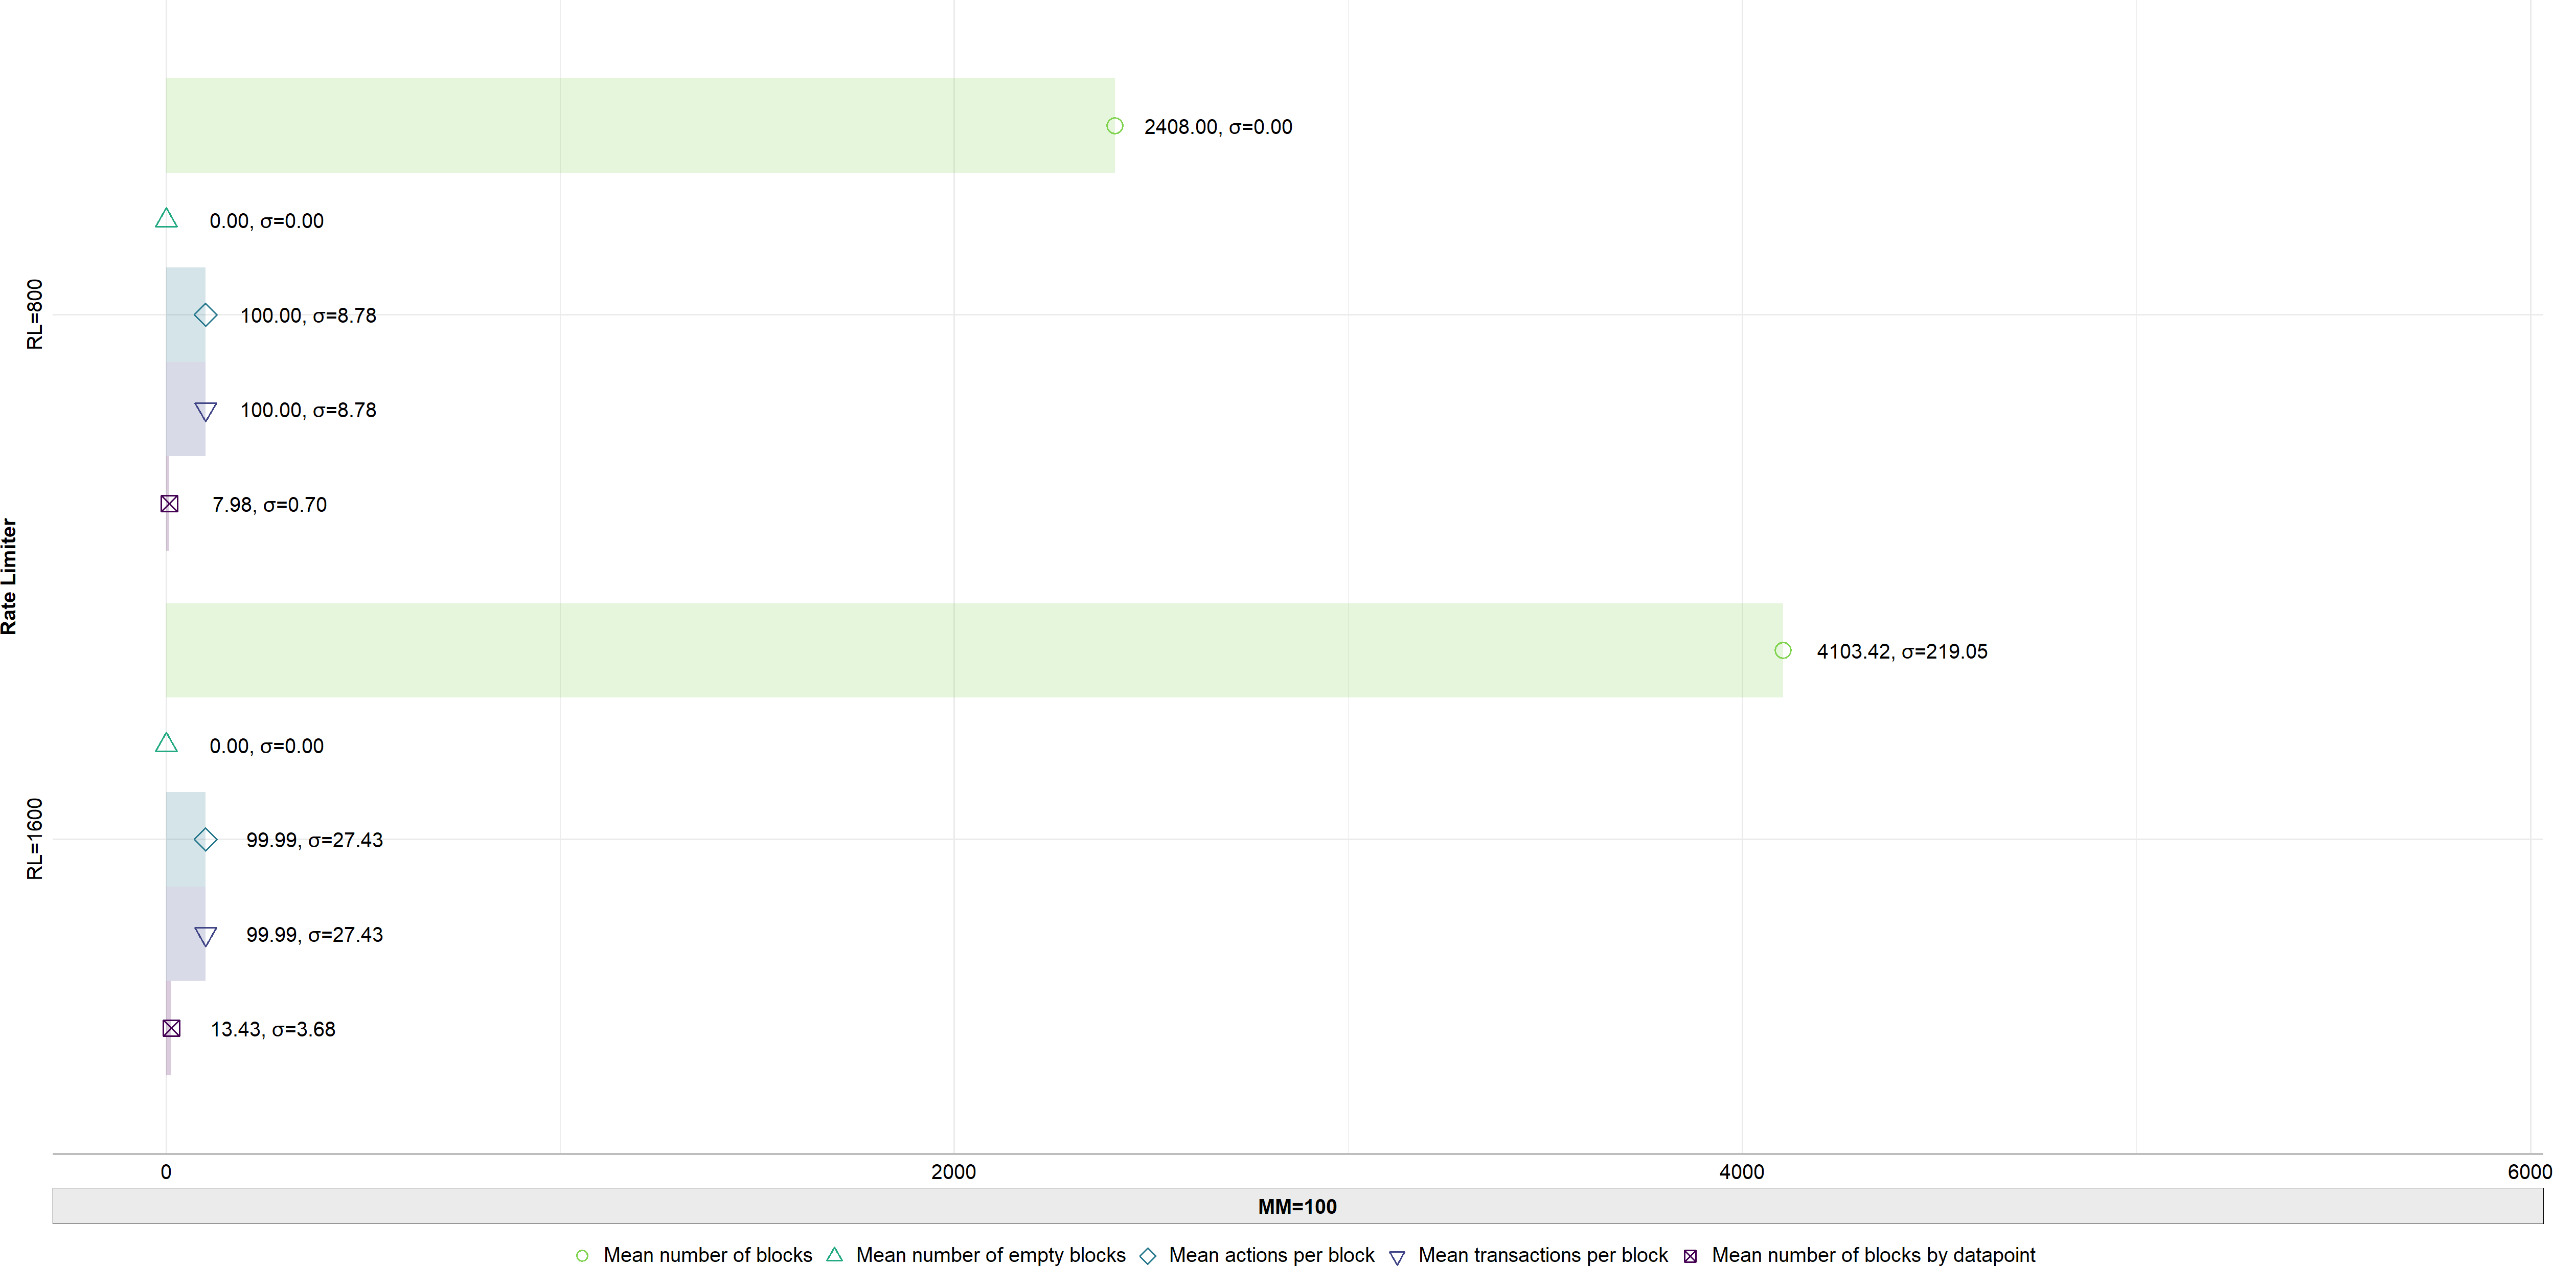 2408.00, σ=0.00
0.00, σ=0.00
RL=800
100.00, σ=8.78
100.00, σ=8.78
7.98, σ=0.70
Rate Limiter
4103.42, σ=219.05
0.00, σ=0.00
RL=1600
99.99, σ=27.43
99.99, σ=27.43
13.43, σ=3.68
0 2000 4000 6000
MM=100
Mean number of blocks Mean number of empty blocks Mean actions per block Mean transactions per block Mean number of blocks by datapoint